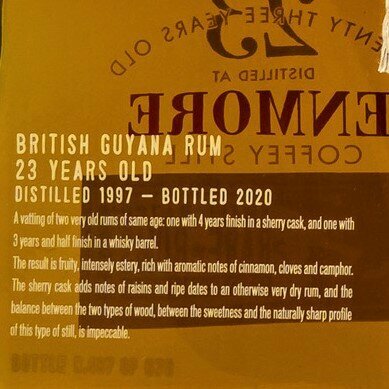 TWENTY THREE YEARS OLD
23
DISTILLED AT
ENMORE
COFFEY STILL
BRITISH GUYANA RUM
23 YEARS OLD
DISTILLED 1997 – BOTTLED 2020
A vatting of two very old rums of same age: one with 4 years finish in a sherry cask, and one with
3 years and half finish in a whisky barrel.
The result is fruity, intensely estery, rich with aromatic notes of cinnamon, cloves and camphor.
The sherry cask adds notes of raisins and ripe dates to an otherwise very dry rum, and the
balance between the two types of wood, between the sweetness and the naturally sharp profile
of this type of still, is impeccable.